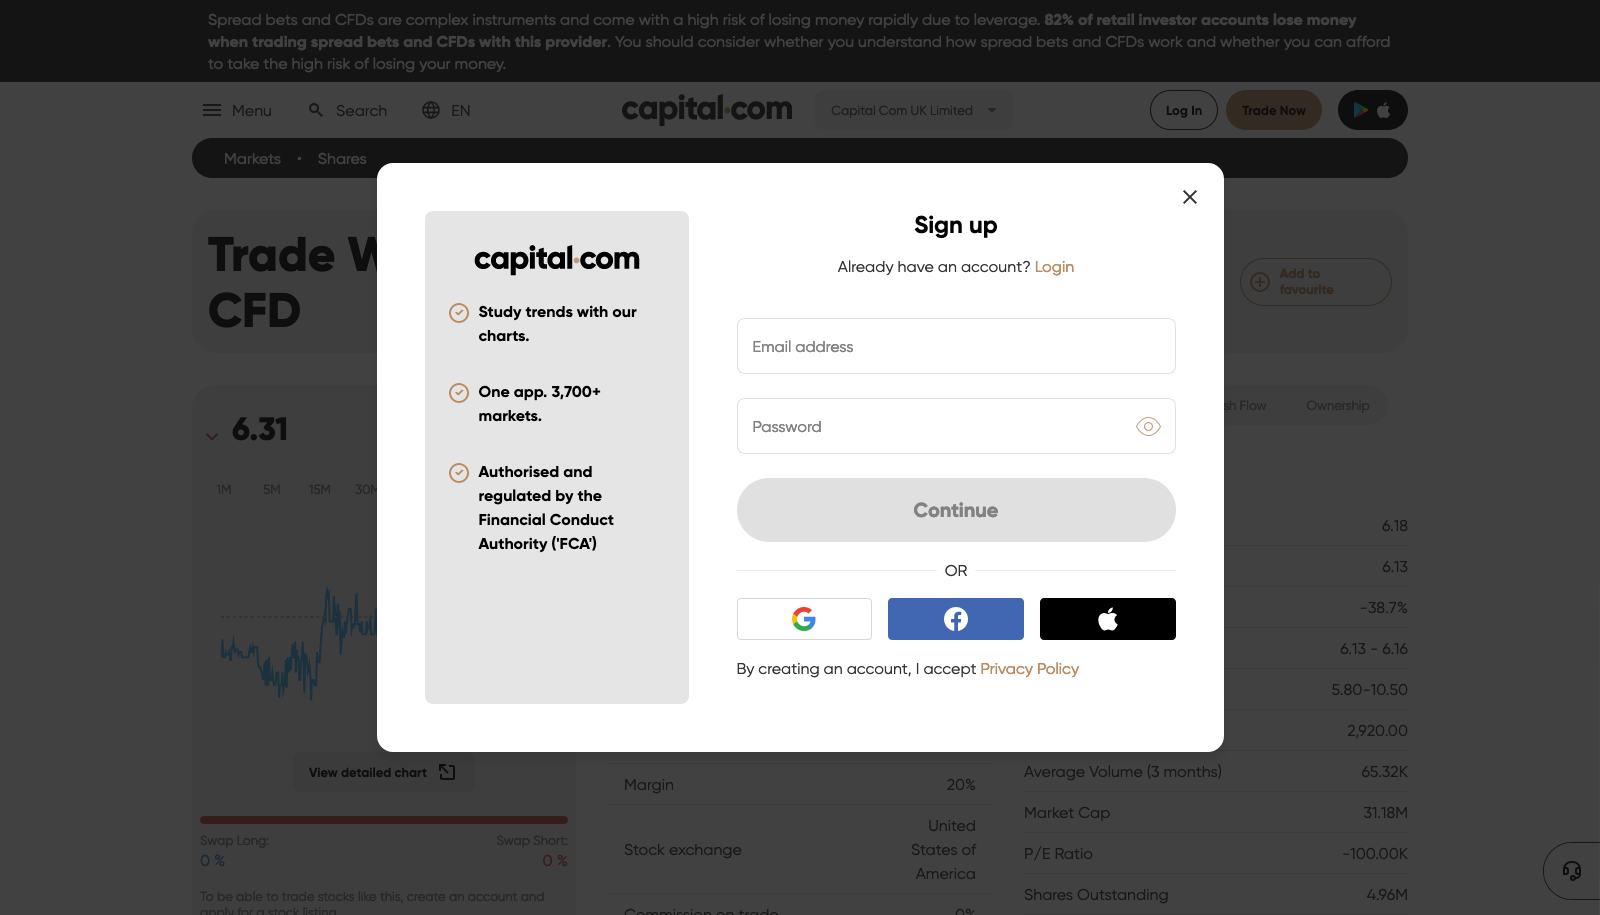 Spread bets and CFDs are complex instruments and come with a high risk of losing money rapidly due to leverage. 82% of retail investor accounts lose money
when trading spread bets and CFDs with this provider. You should consider whether you understand how spread bets and CFDs work and whether you can afford
to take the high risk of losing your money.
Menu
Search
EN
capital.com
Capital Com UK Limited
Log In
Trade Now
Markets
Shares
Trade
CFD
Add to
favourite
Flow
Ownership
6.31
1M
5M
15M
Sign up
Already have an account? Login
capital.com
Study trends with our
charts.
One app. 3,700+
markets.
Authorised and
regulated by the
Financial Conduct
Authority ('FCA')
Email address
Password
Continue
OR
By creating an account, I accept Privacy Policy
6.18
6.13
-38.7%
6.13 - 6.16
5.80-10.50
2,920.00
View detailed chart
Swap Long:
0 %
Swap Short:
0 %
To be able to trade stocks like this, create an account and
apply for a stock listing
Margin
20%
Stock exchange
United
States of
America
Commission on trade
0%
Average Volume (3 months)
65.32K
Market Cap
31.18M
P/E Ratio
-100.00K
Shares Outstanding
4.96M